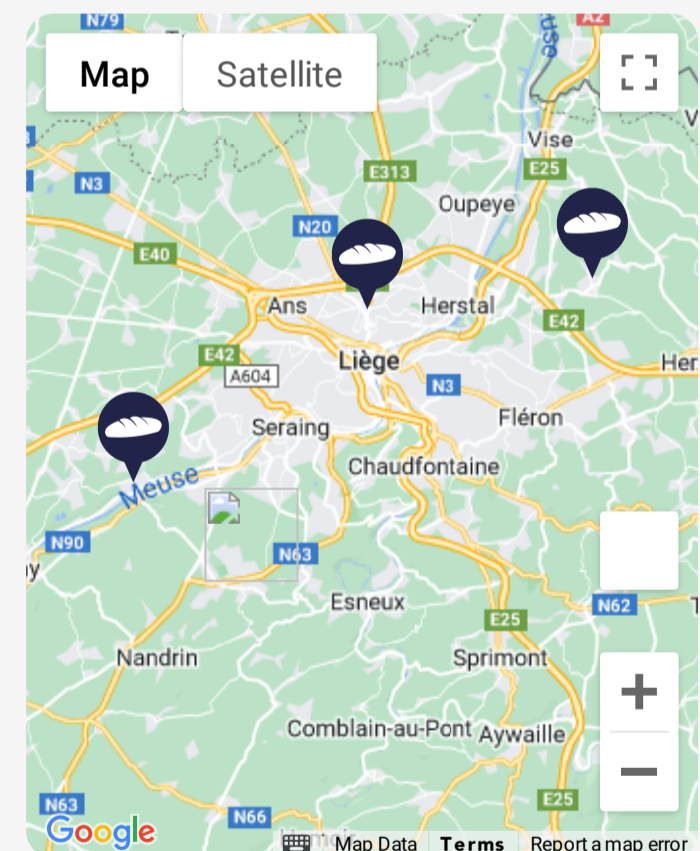 N79
A2
Map
Satellite
Vise
E313
E25
N3
Oupeye
N20
E40
Ans
Herstal
E42
E42
Liège
A604
N3
Her
Fléron
Seraing
Chaudfontaine
Meuse
N90
N63
Esneux
N62
E25
Nandrin
Sprimont
Comblain-au-Pont
Aywaille
E25
N63
N66
Google
Map Data
Terms
Report a map error